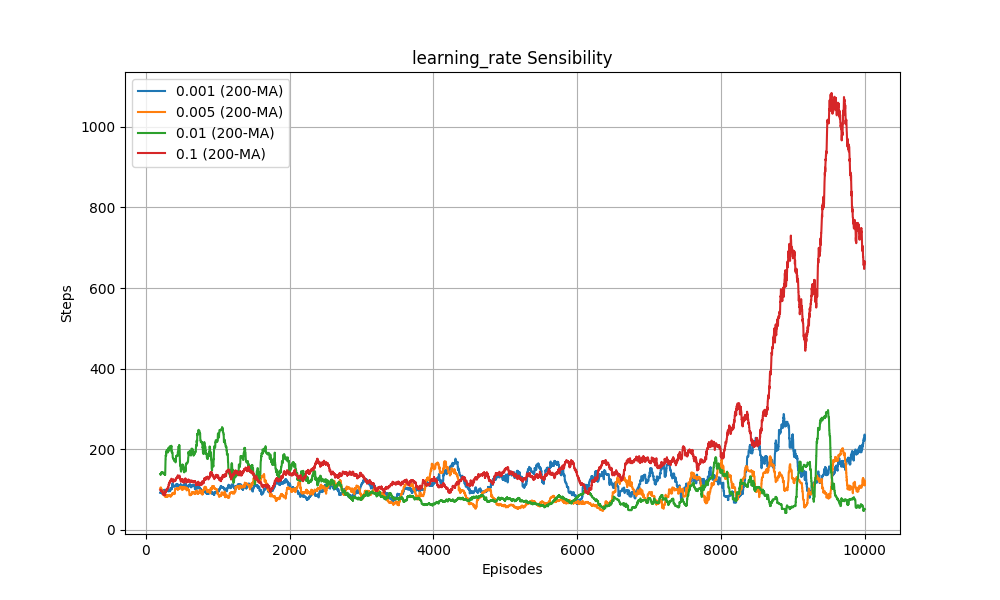 learning_rate Sensibility
0.001 (200-MA)
0.005 (200-MA)
0.01 (200-MA)
0.1 (200-MA)
1000
800
600
400
200
0
Steps
0 2000 4000 6000 8000 10000
Episodes